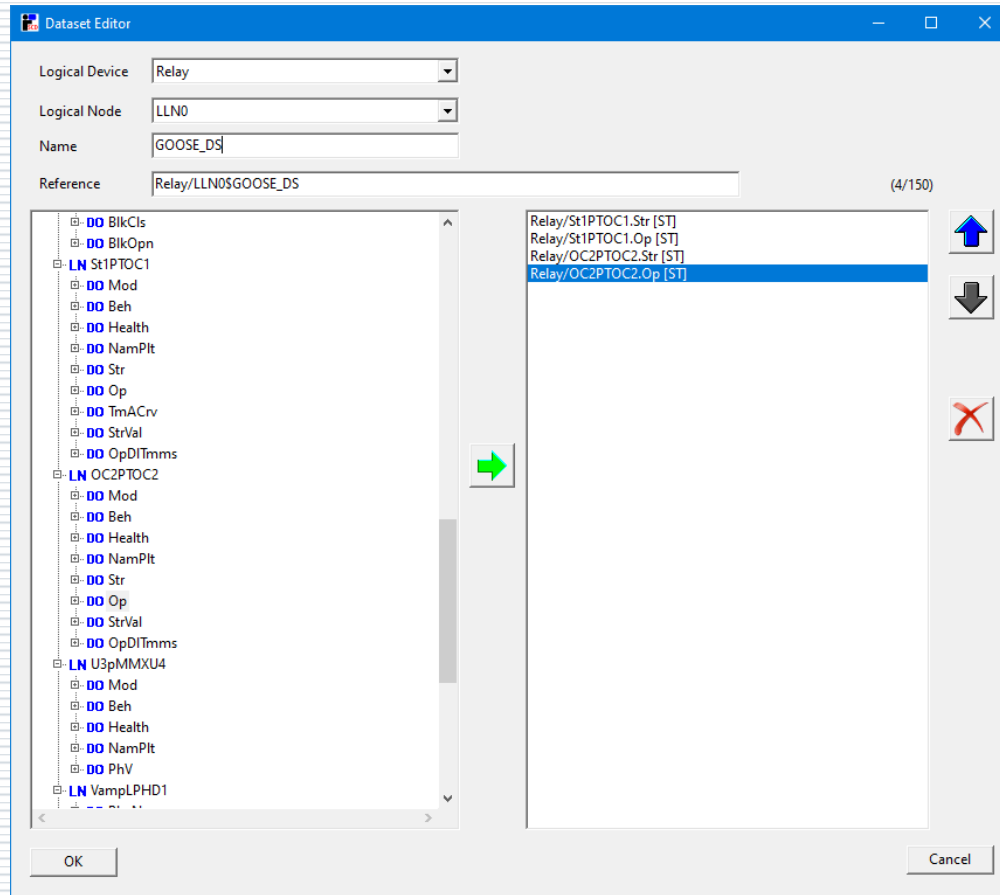 Dataset Editor
Logical Device Relay
Logical Node LLN0
Name GOOSE_DS
Reference Relay/LLN0$GOOSE_DS
(4/150)
DO BlkCls
DO BlkOpn
LN St1PTOC1
DO Mod
DO Beh
DO Health
DO NamPlt
DO Str
DO Op
DO TmACrv
DO StrVal
DO OpDlTmms
LN OC2PTOC2
DO Mod
DO Beh
DO Health
DO NamPlt
DO Str
DO Op
DO StrVal
DO OpDlTmms
LN U3pMMXU4
DO Mod
DO Beh
DO Health
DO NamPlt
DO PhV
LN VampLPHD1
Relay/St1PTOC1.Str [ST]
Relay/St1PTOC1.Op [ST]
Relay/OC2PTOC2.Str [ST]
Relay/OC2PTOC2.Op [ST]
OK
Cancel